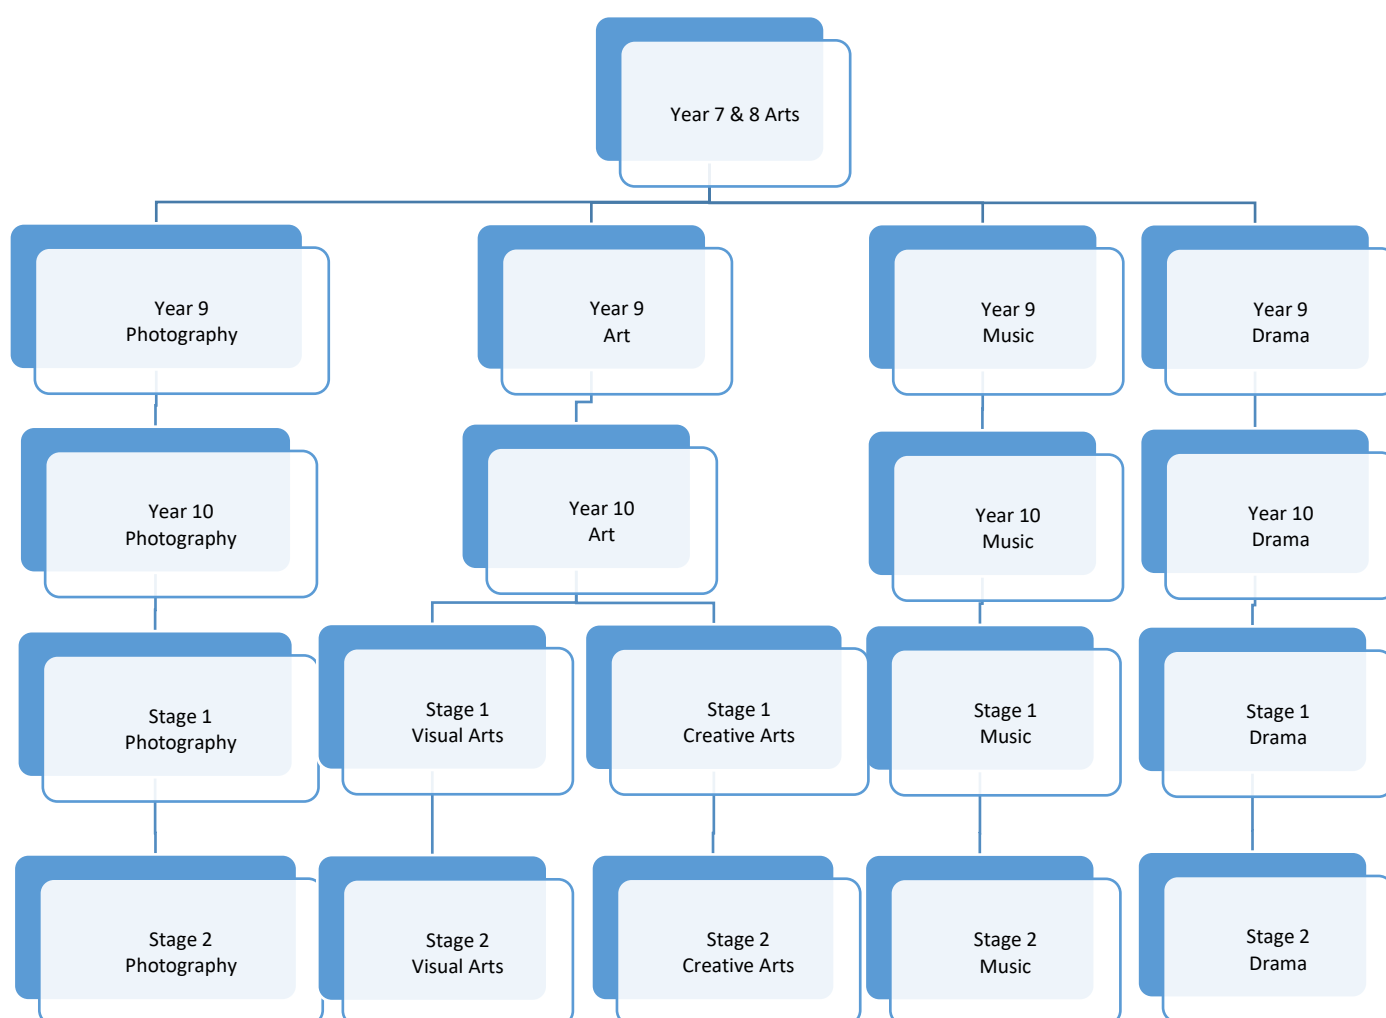 Year 7 & 8 Arts
Year 9
Photography
Year 9
Art
Year 9
Music
Year 9
Drama
Year 10
Photography
Year 10
Art
Year 10
Music
Year 10
Drama
Stage 1
Photography
Stage 1
Visual Arts
Stage 1
Creative Arts
Stage 1
Music
Stage 1
Drama
Stage 2
Photography
Stage 2
Visual Arts
Stage 2
Creative Arts
Stage 2
Music
Stage 2
Drama